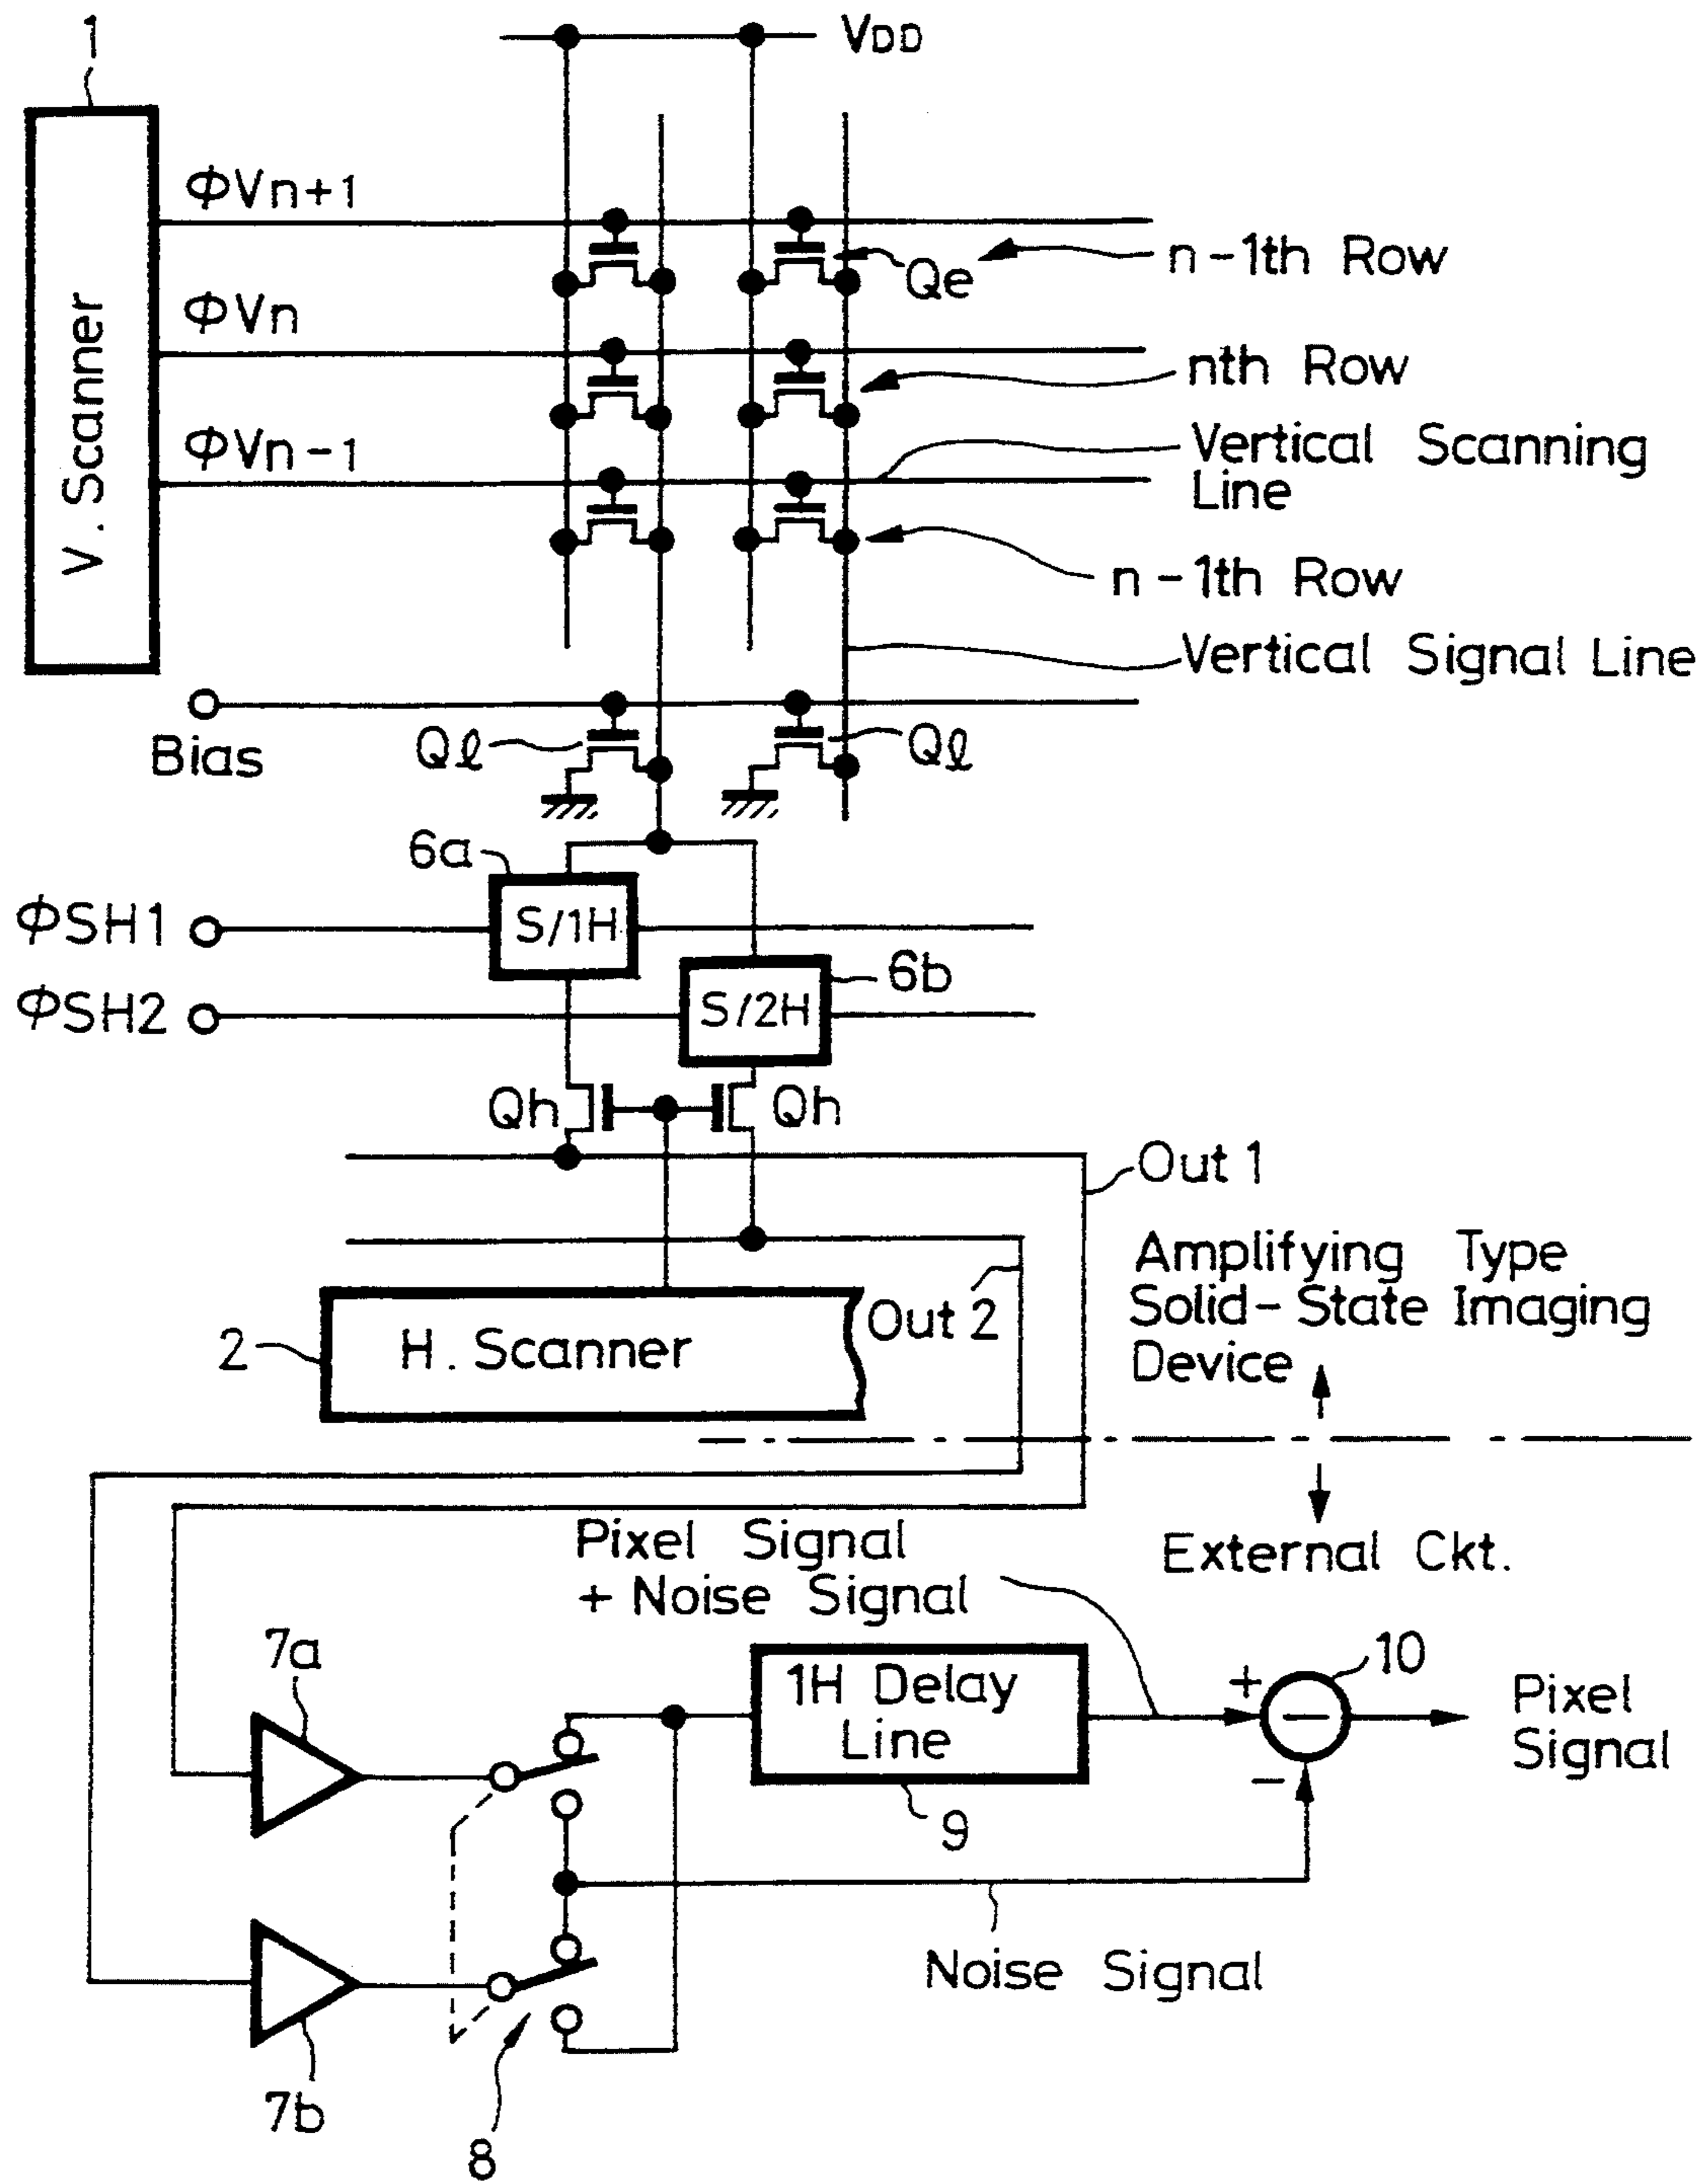 1
VDD
V. Scanner
ΦVn+1
Qe
n-1th Row
ΦVn
nth Row
ΦVn-1
Vertical Scanning
Line
n-1th Row
Vertical Signal Line
Bias
Qℓ
Qℓ
6a
S/1H
ΦSH1
6b
S/2H
ΦSH2
Qh
Qh
Out 1
Out 2
2
H. Scanner
Amplifying Type
Solid-State Imaging
Device
External Ckt.
Pixel Signal
+ Noise Signal
7a
1H Delay
Line
9
+
−
−
10
Pixel
Signal
Noise Signal
7b
8